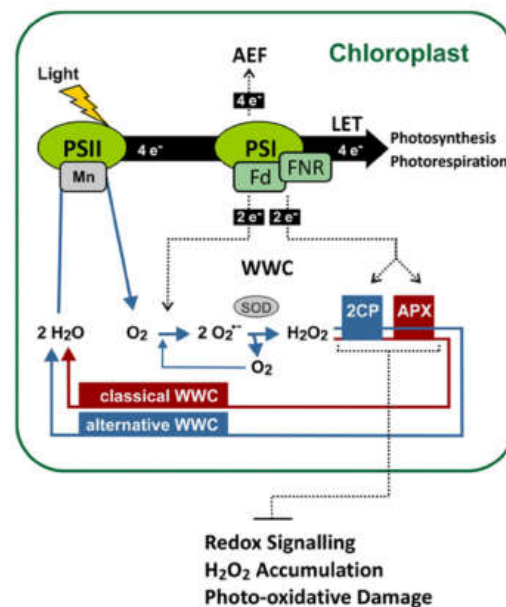 Chloroplast
AEF
Light
4 e⁻
LET
PSII
4 e⁻
PSI
4 e⁻
Photosynthesis
Photorespiration
Mn
Fd
FNR
2 e⁻
2 e⁻
WWC
SOD
2CP
APX
2 H₂O
O₂
2 O₂•⁻
H₂O₂
O₂
classical WWC
alternative WWC
Redox Signalling
H₂O₂ Accumulation
Photo-oxidative Damage